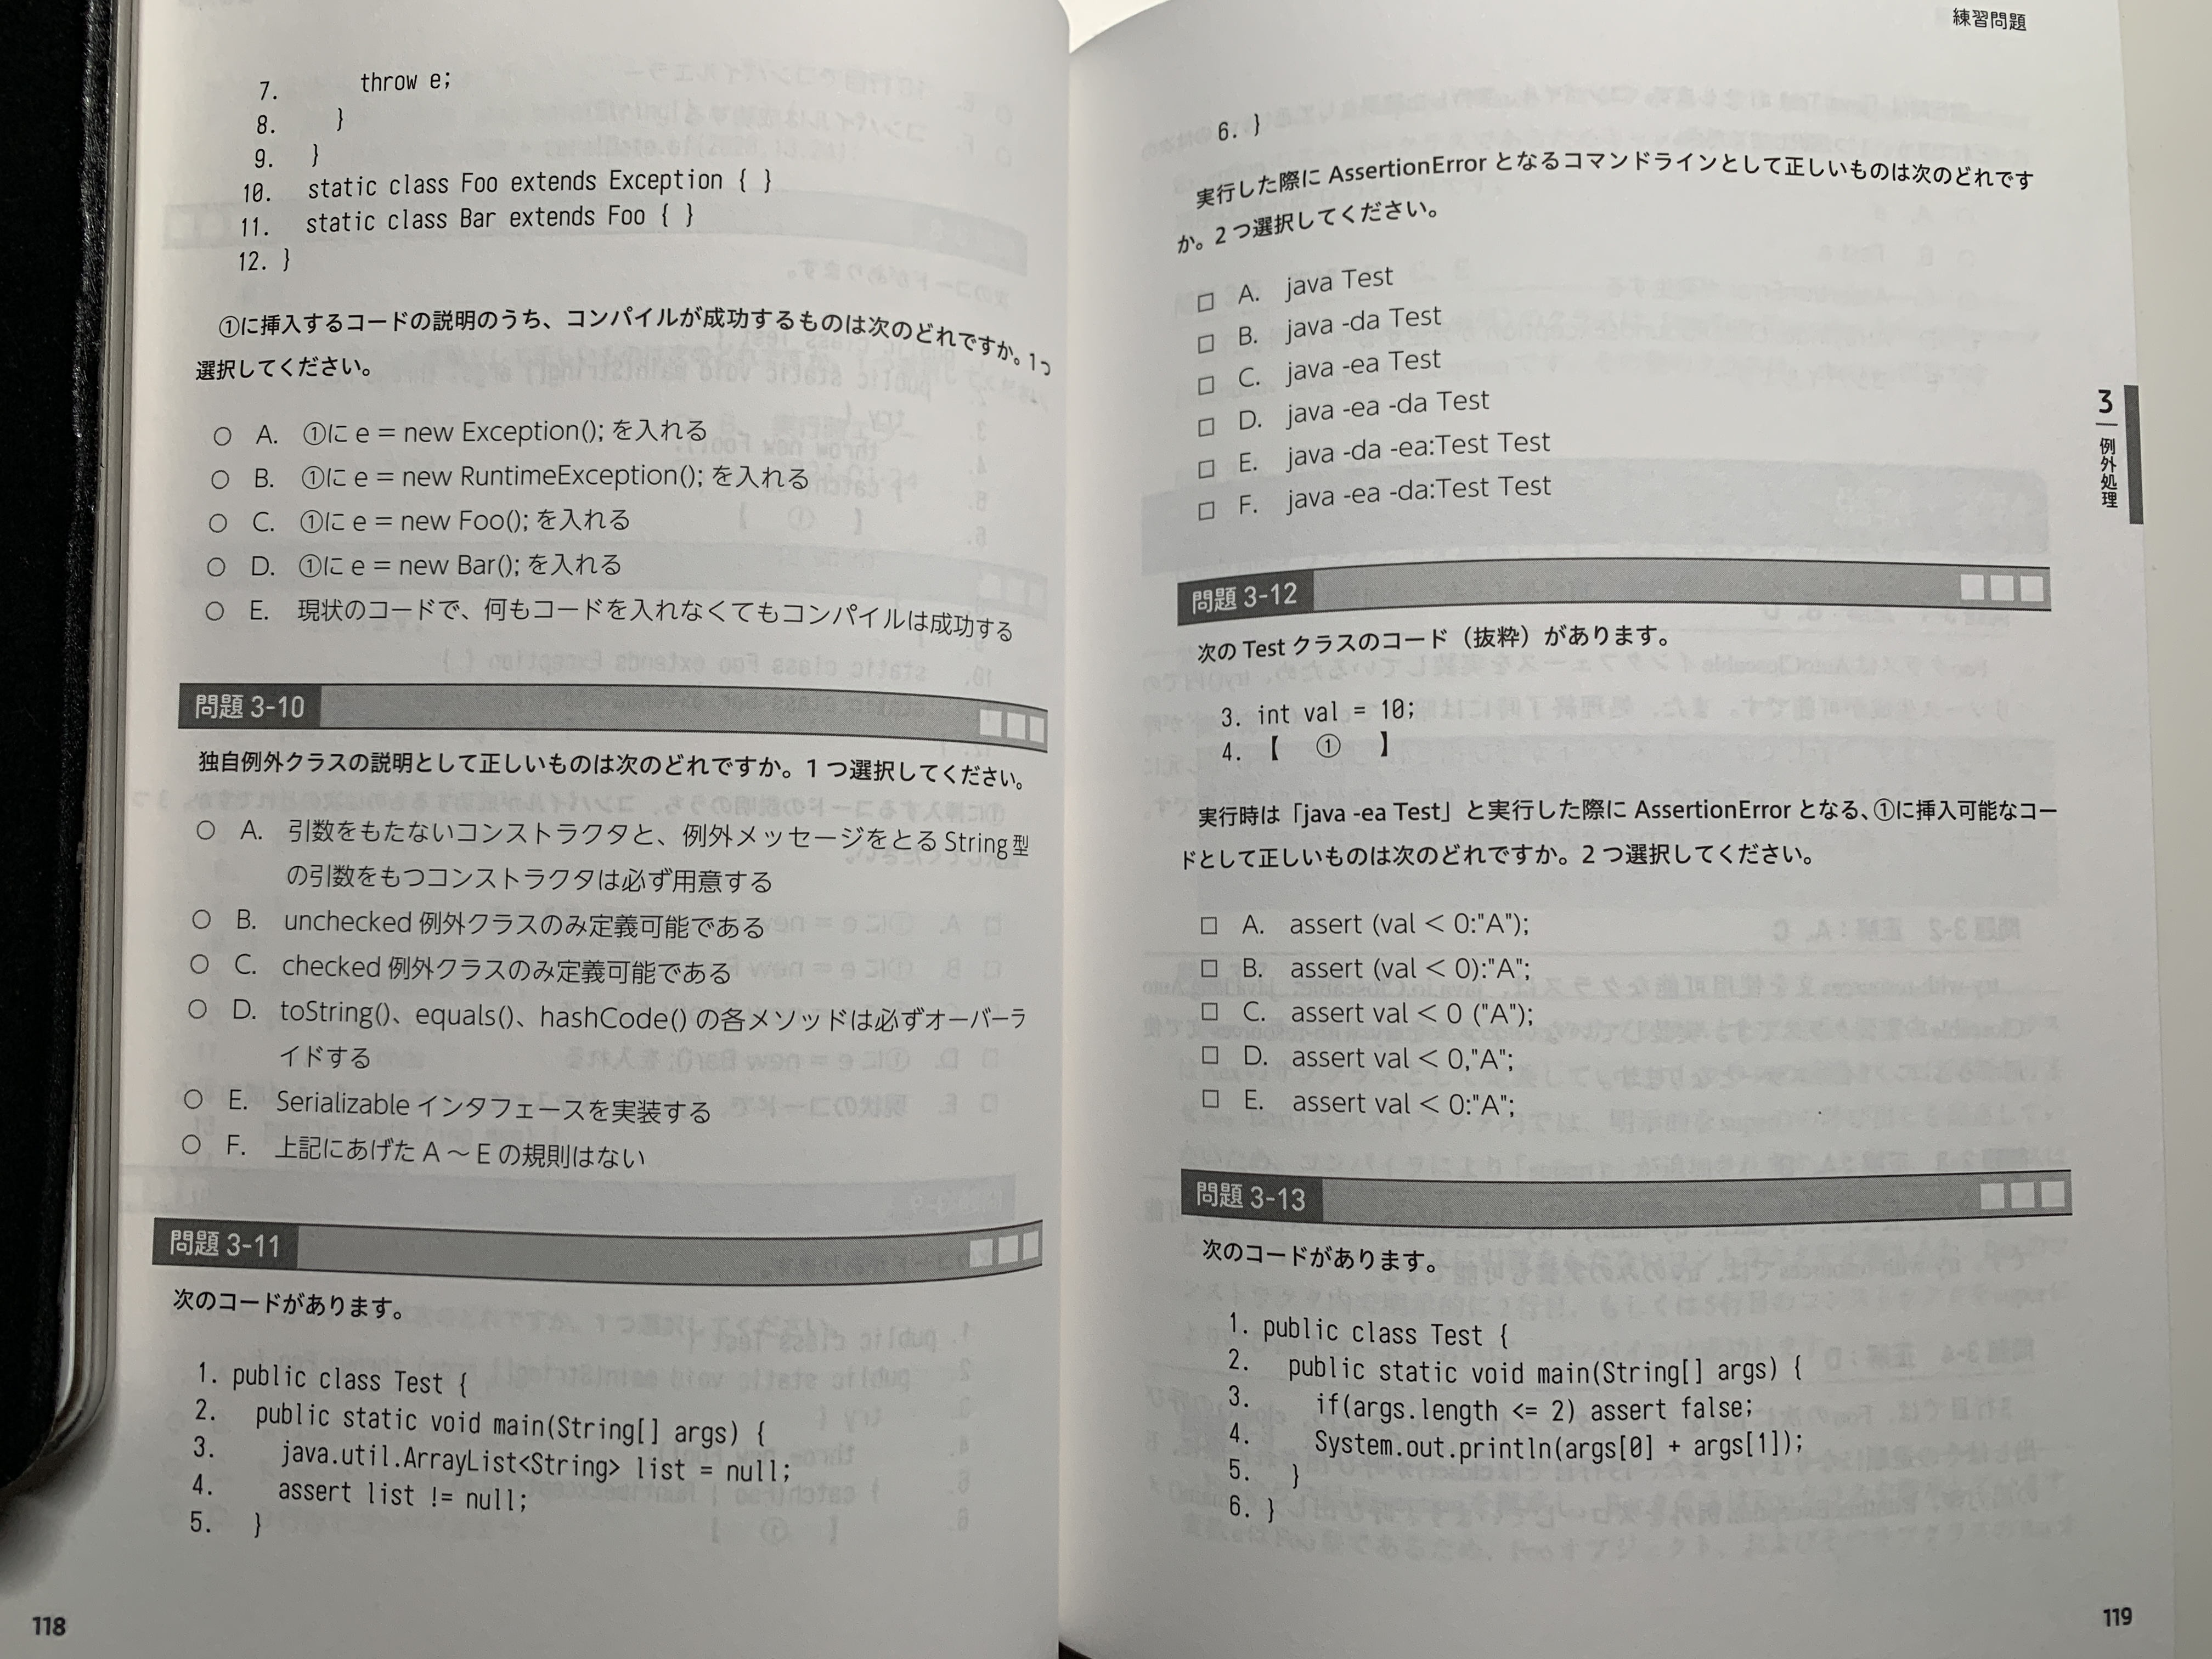 7. throw e;
8. }
9. }
10. static class Foo extends Exception { }
11. static class Bar extends Foo { }
12. }
①に挿入するコードの説明のうち、コンパイルが成功するものは次のどれですか。1つ
選択してください。
○ A. ①に e = new Exception(); を入れる
○ B. ①に e = new RuntimeException(); を入れる
○ C. ①に e = new Foo(); を入れる
○ D. ①に e = new Bar(); を入れる
○ E. 現状のコードで、何もコードを入れなくてもコンパイルは成功する
問題 3-10
独自例外クラスの説明として正しいものは次のどれですか。1 つ選択してください。
○ A. 引数をもたないコンストラクタと、例外メッセージをとる String 型
の引数をもつコンストラクタは必ず用意する
○ B. unchecked 例外クラスのみ定義可能である
○ C. checked 例外クラスのみ定義可能である
○ D. toString()、equals()、hashCode() の各メソッドは必ずオーバーラ
イドする
○ E. Serializable インタフェースを実装する
○ F. 上記にあげた A ～ E の規則はない
問題 3-11
次のコードがあります。
1. public class Test {
2. public static void main(String[] args) {
3. java.util.ArrayList<String> list = null;
4. assert list != null;
5. }
118
練習問題
6. }
実行した際に AssertionError となるコマンドラインとして正しいものは次のどれです
か。2 つ選択してください。
□ A. java Test
□ B. java -da Test
□ C. java -ea Test
□ D. java -ea -da Test
□ E. java -da -ea:Test Test
□ F. java -ea -da:Test Test
3 例外処理
問題 3-12
次の Test クラスのコード（抜粋）があります。
3. int val = 10;
4. 【 ① 】
実行時は「java -ea Test」と実行した際に AssertionError となる、①に挿入可能なコー
ドとして正しいものは次のどれですか。2 つ選択してください。
□ A. assert (val < 0:"A");
□ B. assert (val < 0):"A";
□ C. assert val < 0 ("A");
□ D. assert val < 0,"A";
□ E. assert val < 0:"A";
問題 3-13
次のコードがあります。
1. public class Test {
2. public static void main(String[] args) {
3. if(args.length <= 2) assert false;
4. System.out.println(args[0] + args[1]);
5. }
6. }
119